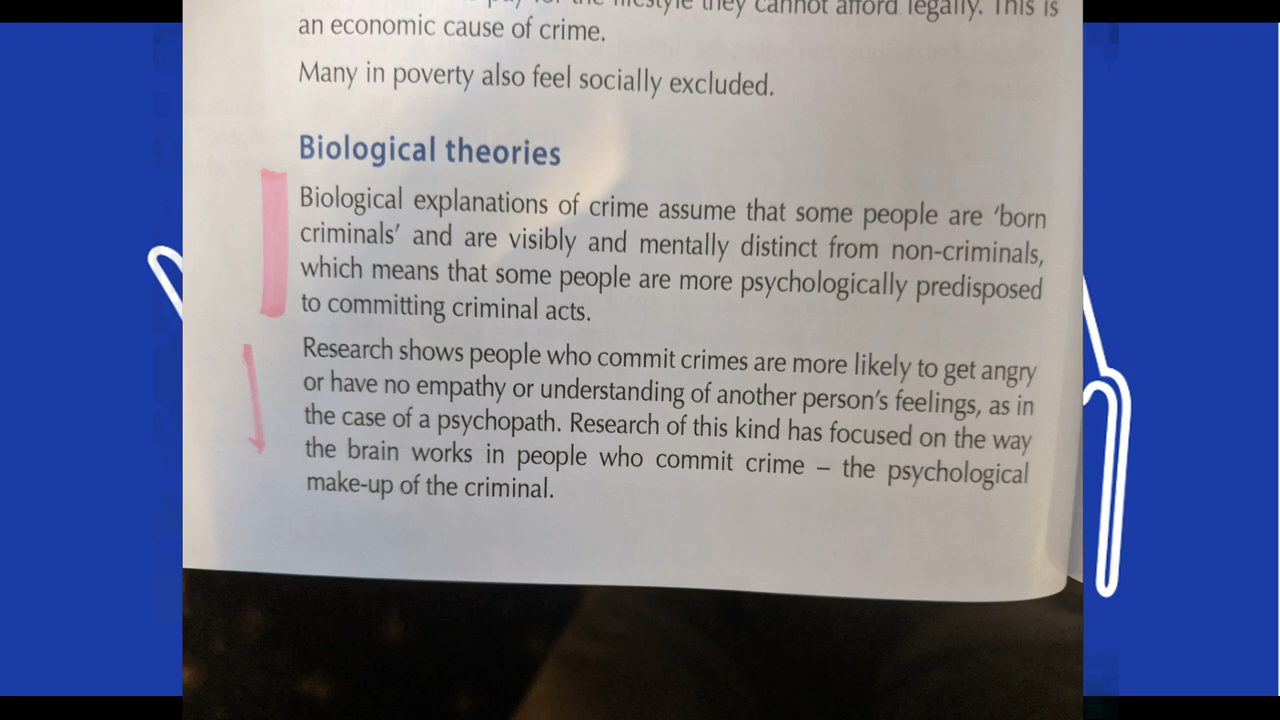 pay for the lifestyle they cannot afford legally. This is
an economic cause of crime.
Many in poverty also feel socially excluded.
Biological theories
Biological explanations of crime assume that some people are ‘born
criminals’ and are visibly and mentally distinct from non-criminals,
which means that some people are more psychologically predisposed
to committing criminal acts.
Research shows people who commit crimes are more likely to get angry
or have no empathy or understanding of another person’s feelings, as in
the case of a psychopath. Research of this kind has focused on the way
the brain works in people who commit crime – the psychological
make-up of the criminal.